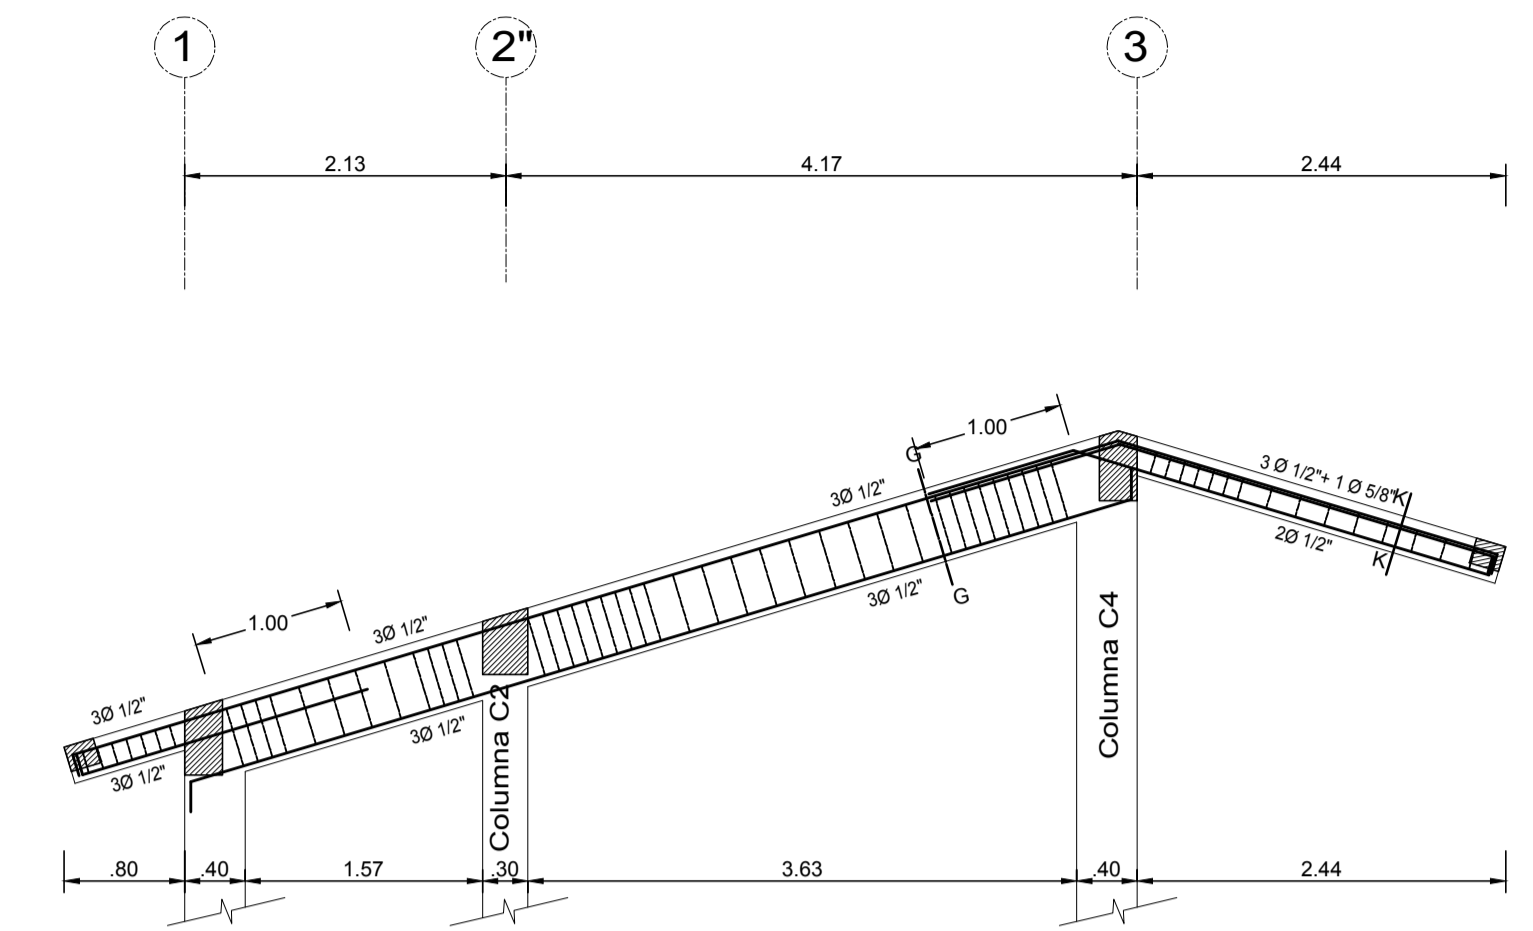 1
2"
3
2.13
4.17
2.44
1.00
G
3Ø 1/2"
3 Ø 1/2"+ 1 Ø 5/8"
K
2Ø 1/2"
K
3Ø 1/2"
G
1.00
3Ø 1/2"
3Ø 1/2"
3Ø 1/2"
3Ø 1/2"
Columna C2
Columna C4
.80
.40
1.57
.30
3.63
.40
2.44